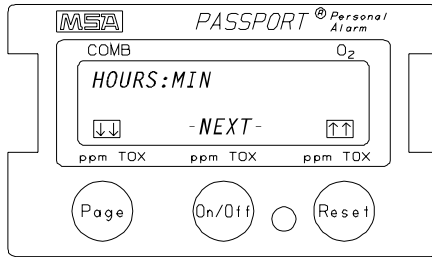 MSA PASSPORT® Personal Alarm
COMB O2
HOURS:MIN
↓↓ -NEXT- ↑↑
ppm TOX ppm TOX ppm TOX
Page On/Off Reset